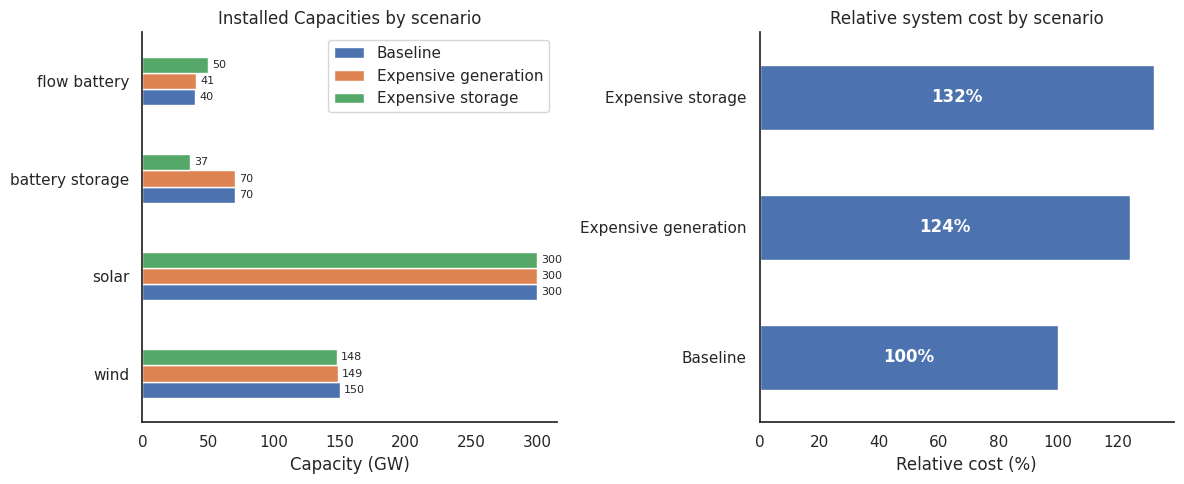 Installed Capacities by scenario
Baseline
Expensive generation
Expensive storage
flow battery
50
41
40
battery storage
37
70
70
solar
300
300
300
wind
148
149
150
0 50 100 150 200 250 300
Capacity (GW)
Relative system cost by scenario
Expensive storage
132%
Expensive generation
124%
Baseline
100%
0 20 40 60 80 100 120
Relative cost (%)